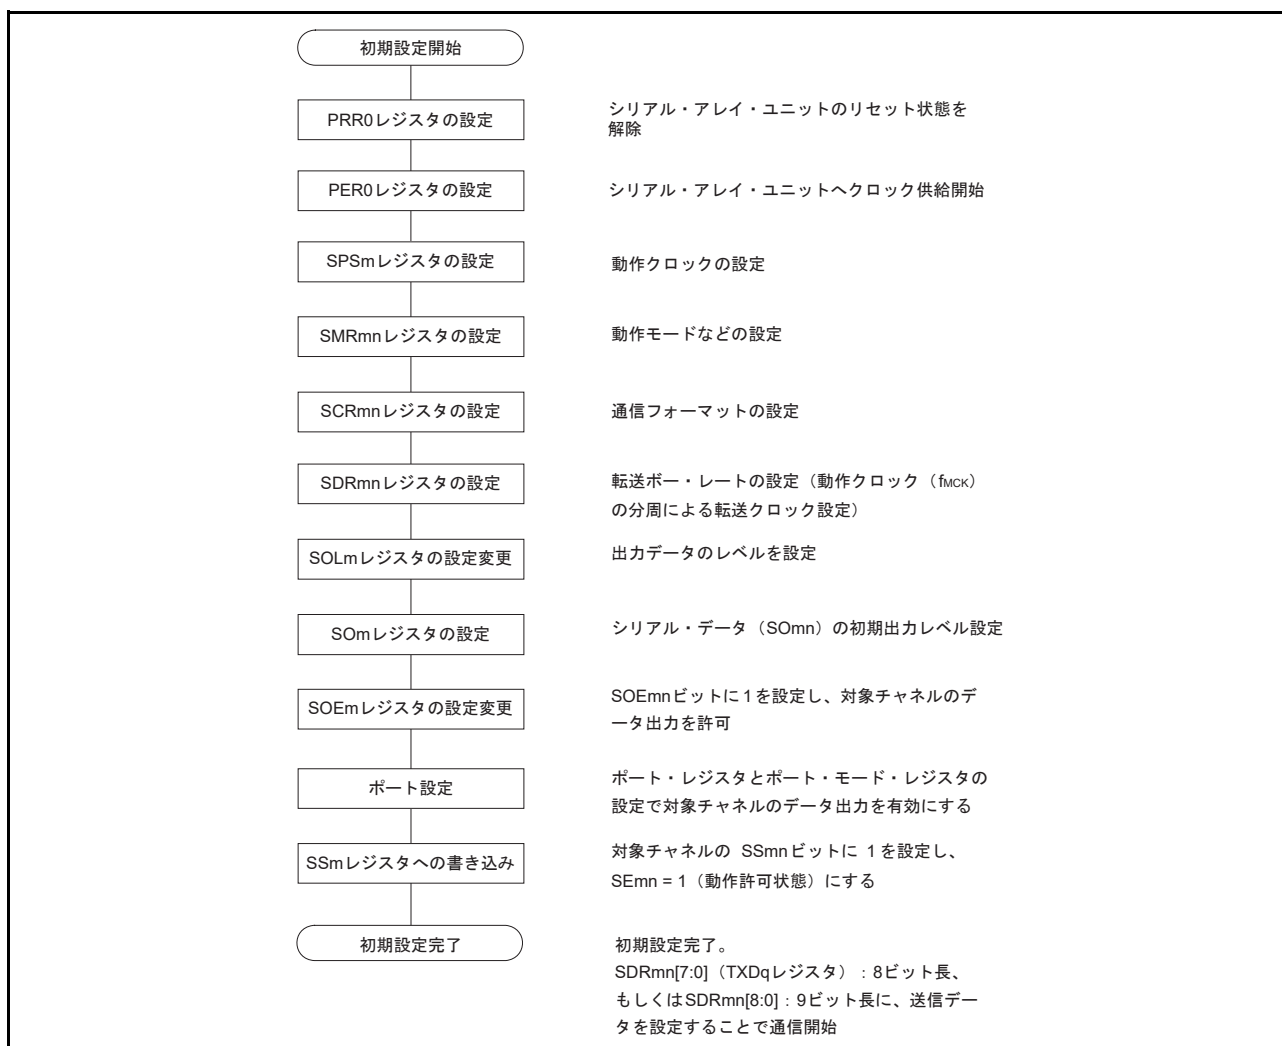 初期設定開始
PRR0レジスタの設定
シリアル・アレイ・ユニットのリセット状態を
解除
PER0レジスタの設定
シリアル・アレイ・ユニットへクロック供給開始
SPSmレジスタの設定
動作クロックの設定
SMRmnレジスタの設定
動作モードなどの設定
SCRmnレジスタの設定
通信フォーマットの設定
SDRmnレジスタの設定
転送ボー・レートの設定（動作クロック（fMCK）
の分周による転送クロック設定）
SOLmレジスタの設定変更
出力データのレベルを設定
SOmレジスタの設定
シリアル・データ（SOmn）の初期出力レベル設定
SOEmレジスタの設定変更
SOEmnビットに1を設定し、対象チャネルのデ
ータ出力を許可
ポート設定
ポート・レジスタとポート・モード・レジスタの
設定で対象チャネルのデータ出力を有効にする
SSmレジスタへの書き込み
対象チャネルの SSmnビットに 1を設定し、
SEmn = 1（動作許可状態）にする
初期設定完了
初期設定完了。
SDRmn[7:0]（TXDqレジスタ）：8ビット長、
もしくはSDRmn[8:0]：9ビット長に、送信デー
タを設定することで通信開始